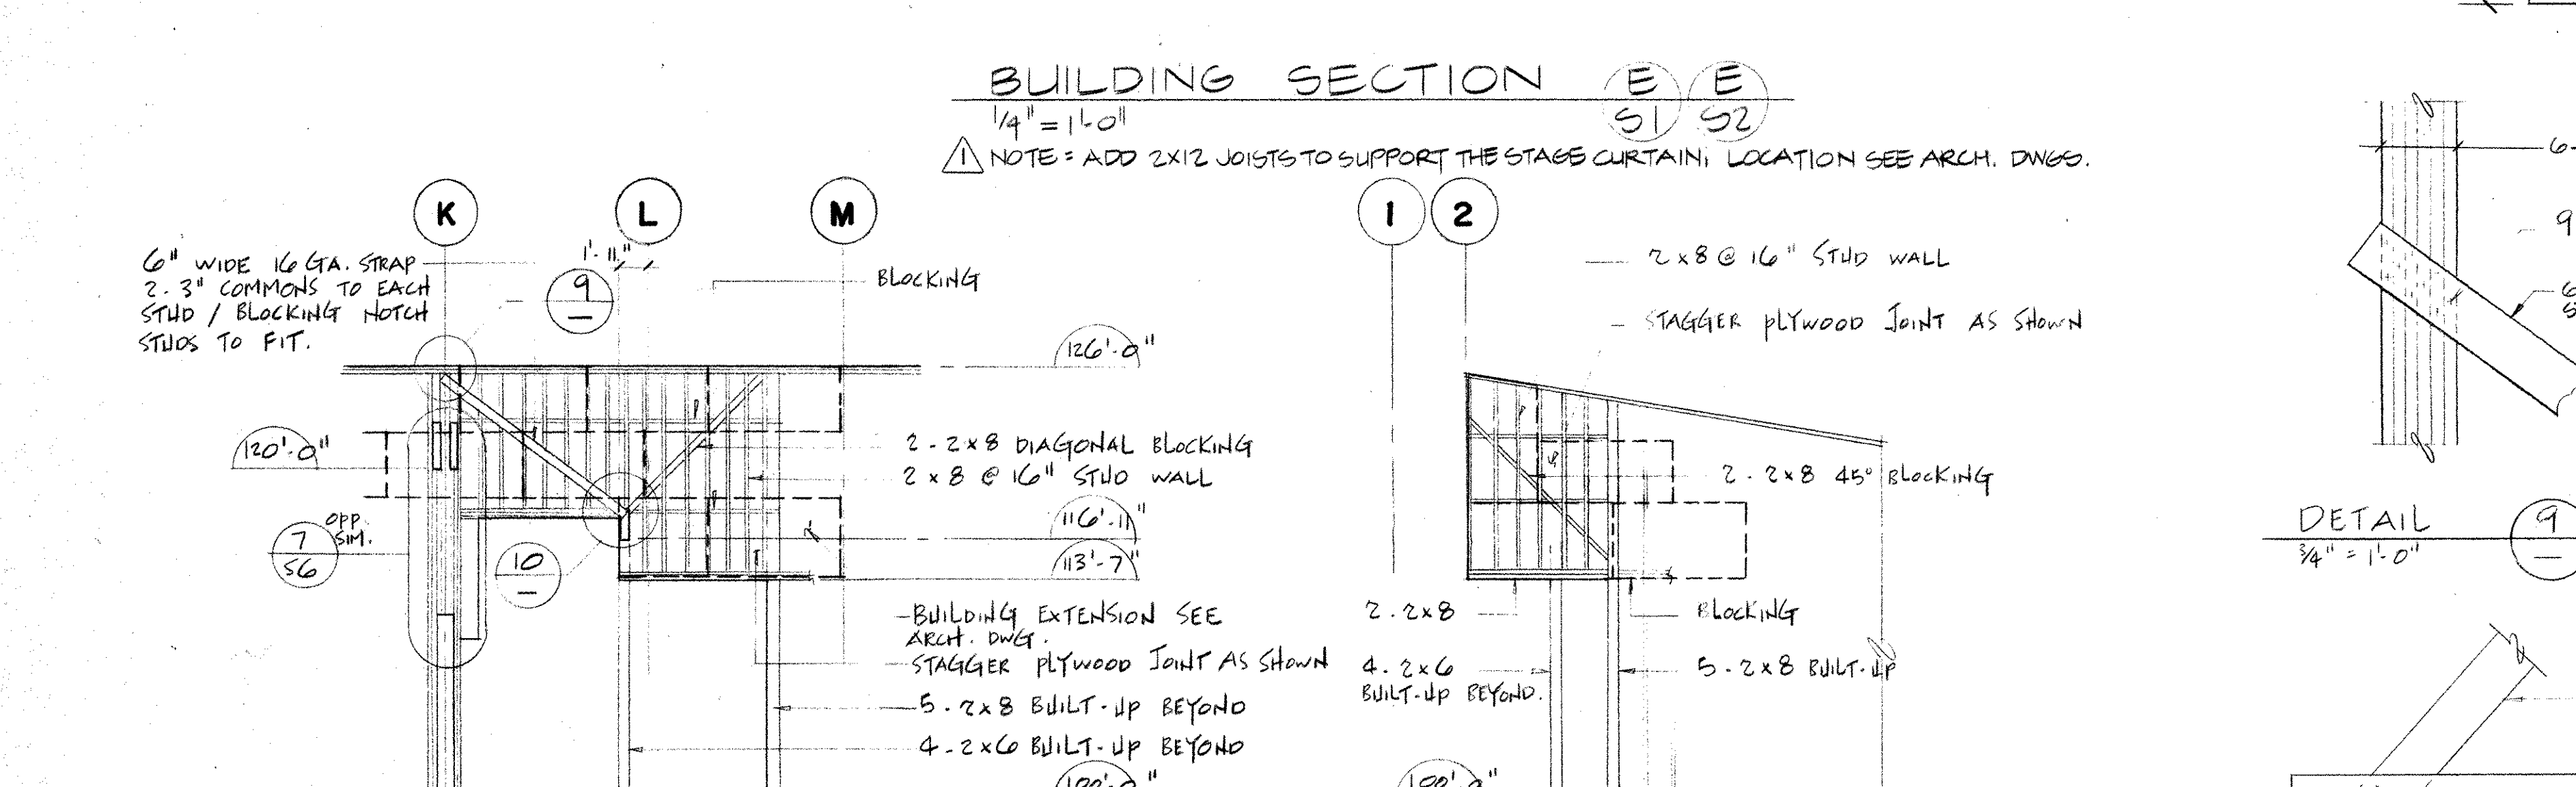 BUILDING SECTION E E
S1 S2
1/4" = 1'-0"
1 NOTE: ADD 2X12 JOISTS TO SUPPORT THE STAGE CURTAIN, LOCATION SEE ARCH. DWGS.
K L M 1 2
6" WIDE 16 GA. STRAP
2-3" COMMONS TO EACH
STUD / BLOCKING NOTCH
STUDS TO FIT.
1'-11"
9
BLOCKING
126'-0"
120'-0"
2-2x8 DIAGONAL BLOCKING
2x8 @ 16" STUD WALL
116'-11"
113'-7"
OPP.
SIM.
7
S6
10
BUILDING EXTENSION SEE
ARCH. DWG.
STAGGER PLYWOOD JOINT AS SHOWN
5-2x8 BUILT-UP BEYOND
4-2x6 BUILT-UP BEYOND
2x8 @ 16" STUD WALL
STAGGER PLYWOOD JOINT AS SHOWN
2-2x8 45° BLOCKING
2-2x8
BLOCKING
4-2x6
BUILT-UP BEYOND.
5-2x8 BUILT-UP
6-
9
DETAIL 9
3/4" = 1'-0"